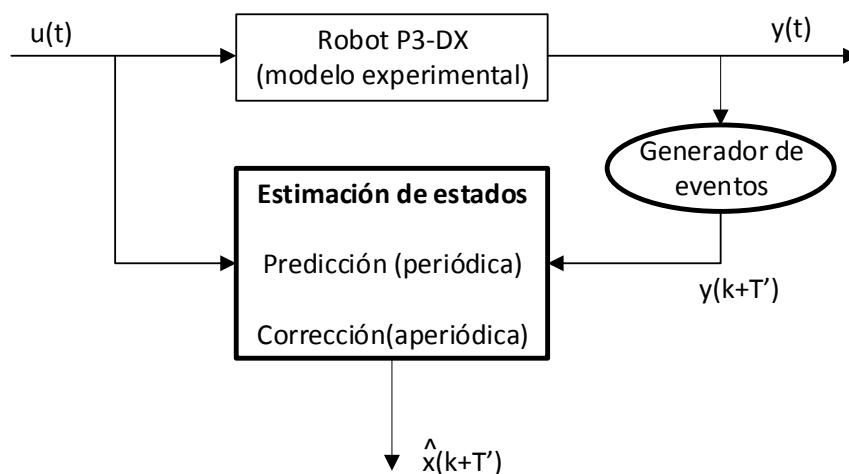 u(t)
Robot P3-DX
(modelo experimental)
y(t)
Generador de
eventos
Estimación de estados
Predicción (periódica)
Corrección(aperiódica)
y(k+T’)
x̂(k+T’)